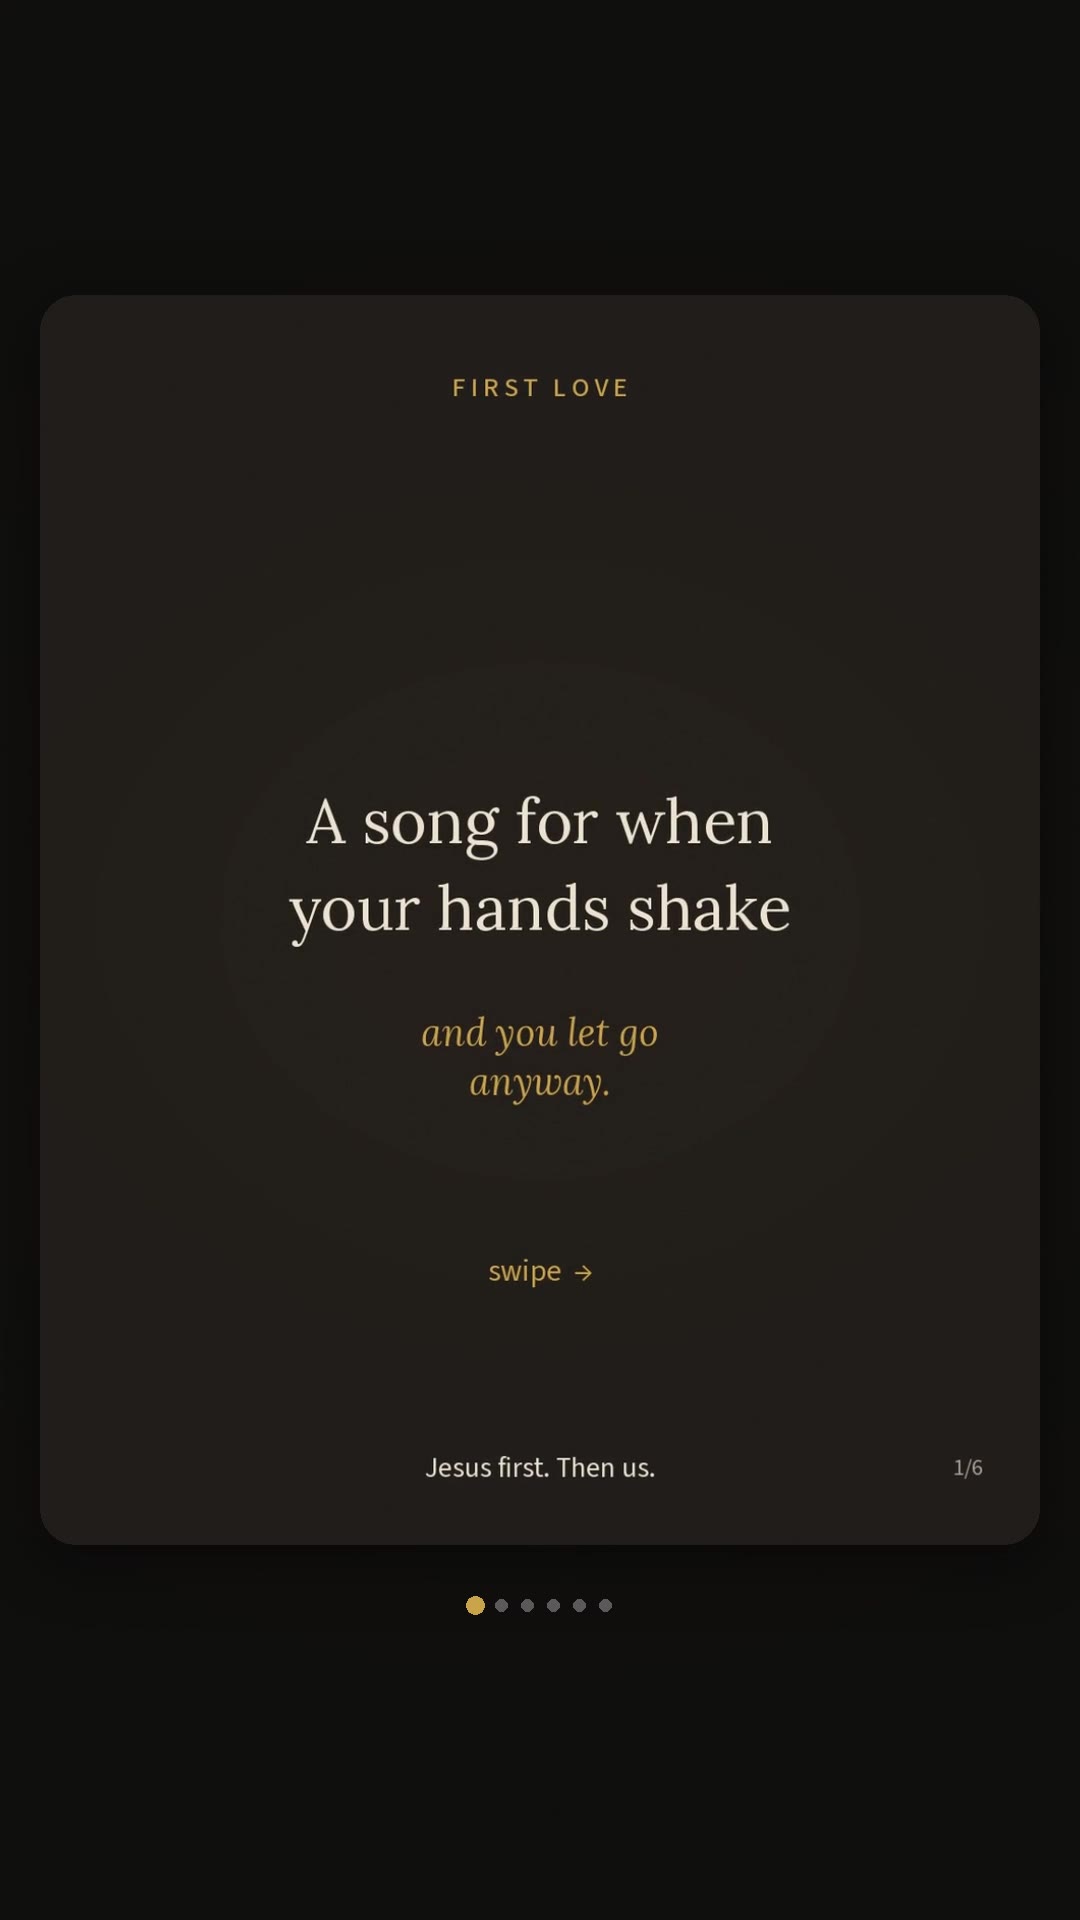 FIRST LOVE
A song for when
your hands shake
and you let go
anyway.
swipe →
Jesus first. Then us.
1/6